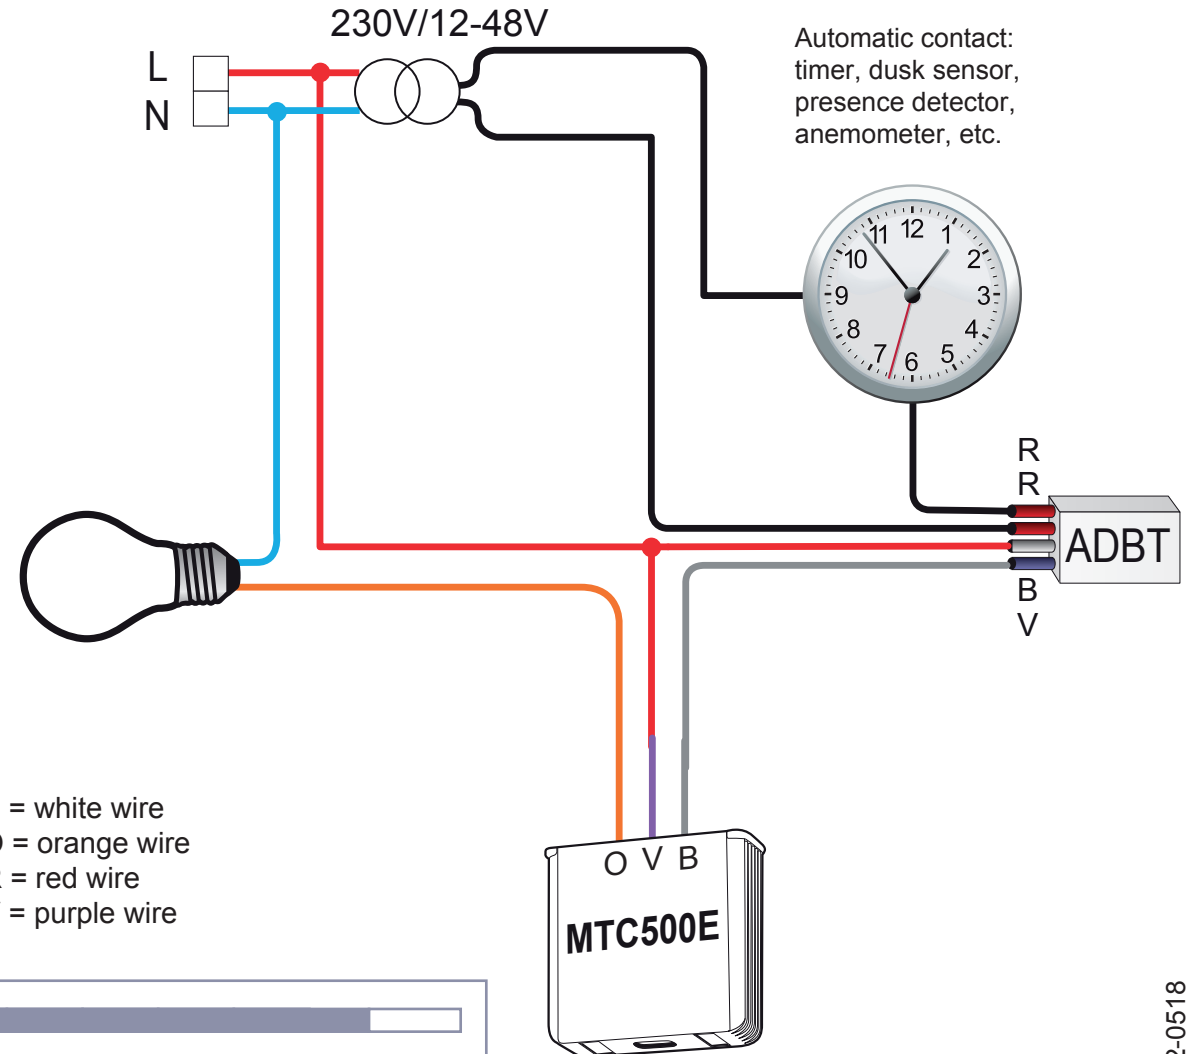 230V/12-48V
L
N
Automatic contact:
timer, dusk sensor,
presence detector,
anemometer, etc.
12
1
2
3
4
5
6
7
8
9
10
11
R
R
ADBT
B
V
= white wire
= orange wire
= red wire
= purple wire
O V B
MTC500E
-0518